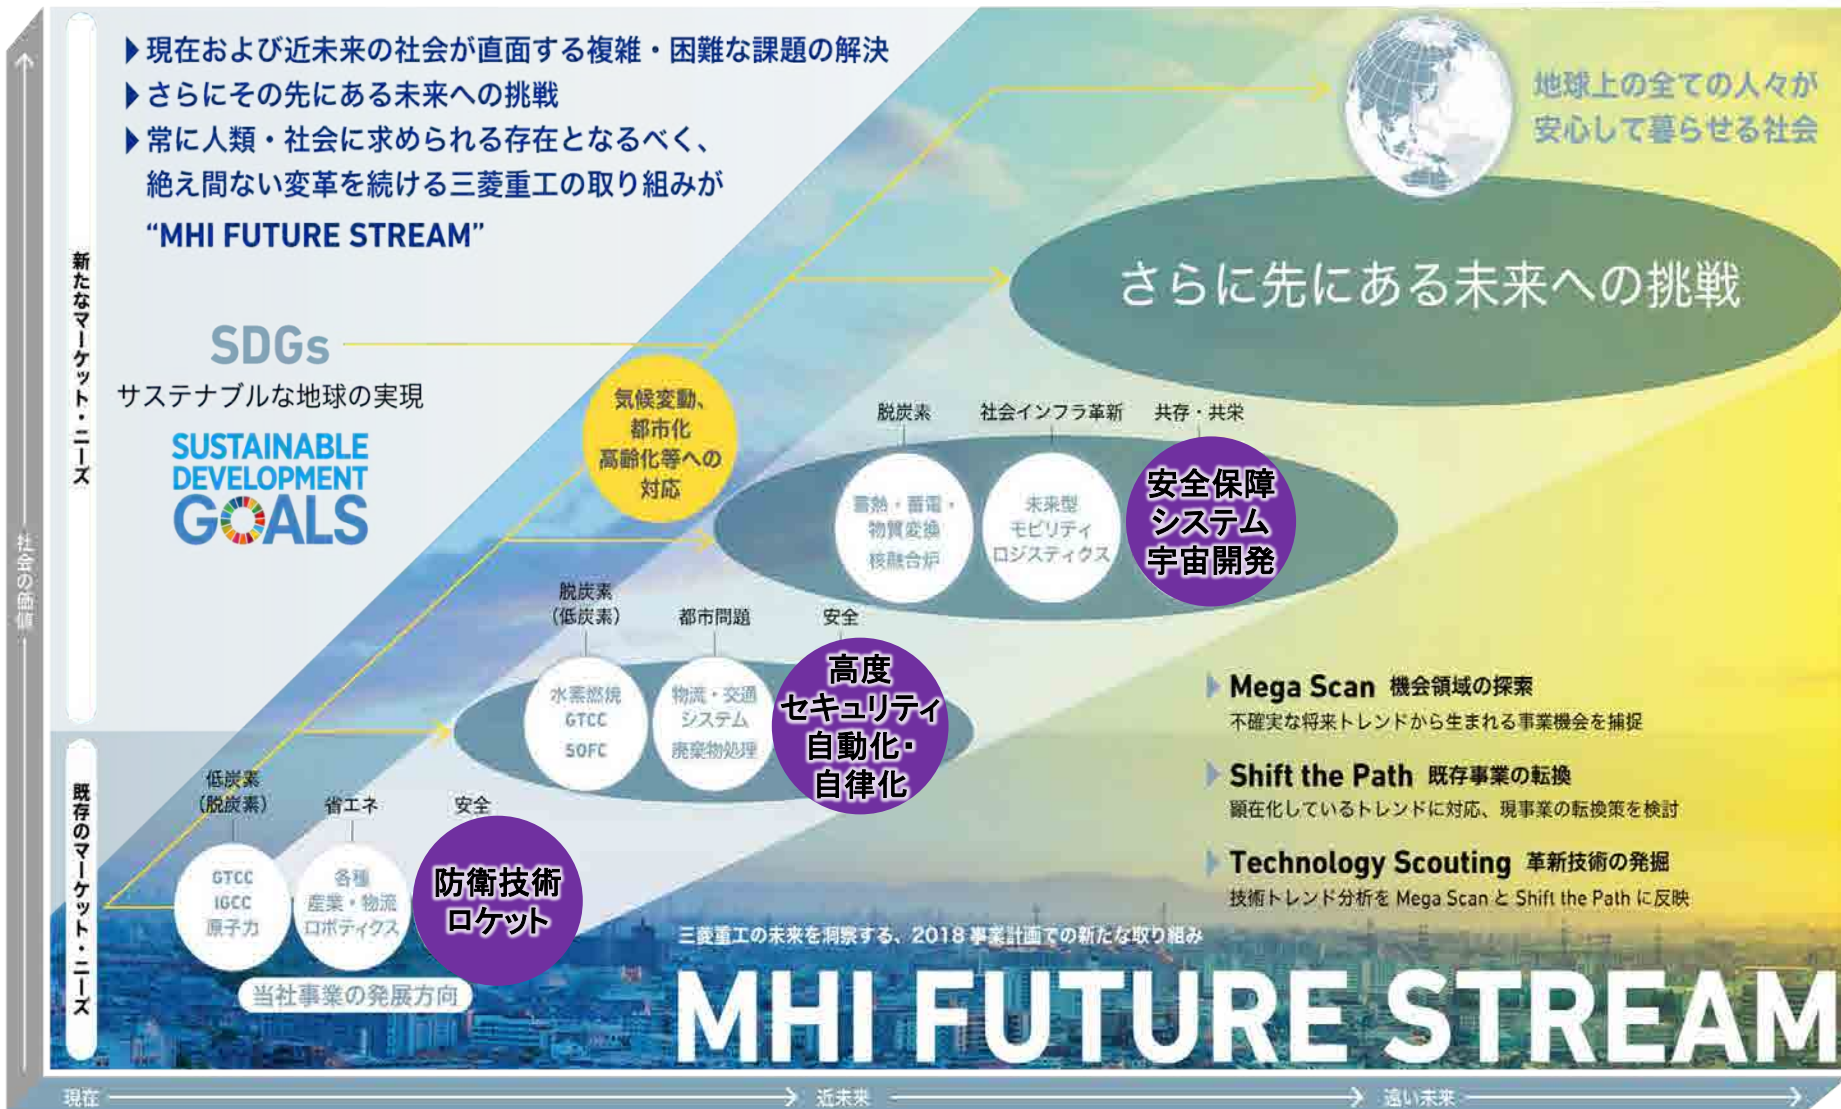 ▶現在および近未来の社会が直面する複雑・困難な課題の解決
▶さらにその先にある未来への挑戦
▶常に人類・社会に求められる存在となるべく、
絶え間ない変革を続ける三菱重工の取り組みが
“MHI FUTURE STREAM”
地球上の全ての人々が
安心して暮らせる社会
さらに先にある未来への挑戦
新たなマーケット・ニーズ
社会の価値
既存のマーケット・ニーズ
SDGs
サステナブルな地球の実現
SUSTAINABLE
DEVELOPMENT
GOALS
気候変動、
都市化
高齢化等への
対応
脱炭素
蓄熱・蓄電・
物質変換
核融合炉
社会インフラ革新
未来型
モビリティ
ロジスティクス
共存・共栄
安全保障
システム
宇宙開発
脱炭素
(低炭素)
水素燃焼
GTCC
SOFC
都市問題
物流・交通
システム
廃棄物処理
安全
高度
セキュリティ
自動化・
自律化
低炭素
(脱炭素)
GTCC
IGCC
原子力
省エネ
各種
産業・物流
ロボティクス
安全
防衛技術
ロケット
当社事業の発展方向
Mega Scan 機会領域の探索
不確実な将来トレンドから生まれる事業機会を捕捉
Shift the Path 既存事業の転換
顕在化しているトレンドに対応、現事業の転換策を検討
Technology Scouting 革新技術の発掘
技術トレンド分析を Mega Scan と Shift the Path に反映
三菱重工の未来を洞察する、2018 事業計画での新たな取り組み
MHI FUTURE STREAM
現在
近未来
遠い未来